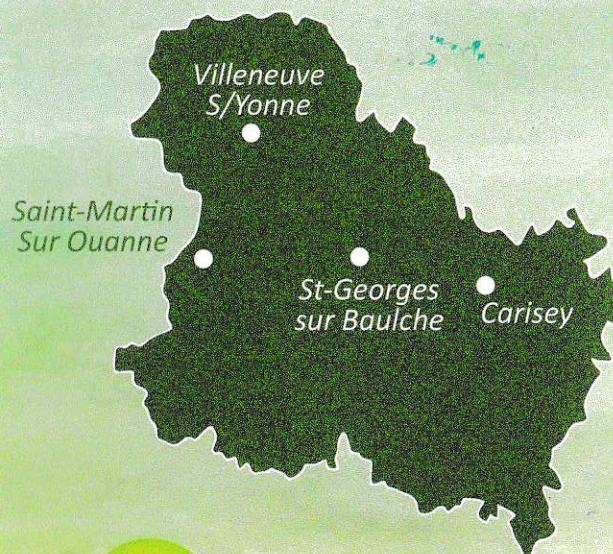 Villeneuve
S/Yonne
Saint-Martin
Sur Ouanne
St-Georges
sur Baulche
Carisey